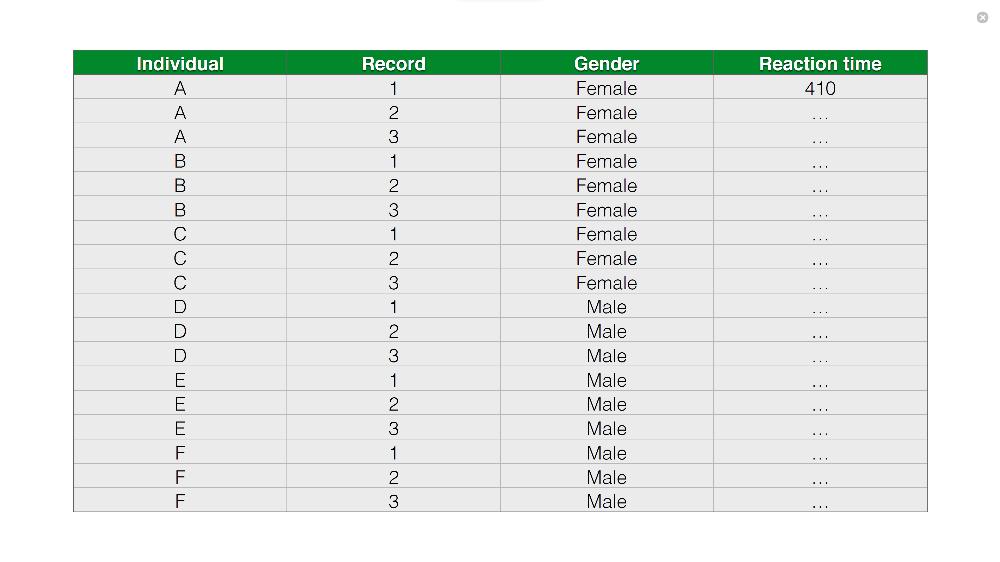 Individual Record Gender Reaction time
A 1 Female 410
A 2 Female ...
A 3 Female ...
B 1 Female ...
B 2 Female ...
B 3 Female ...
C 1 Female ...
C 2 Female ...
C 3 Female ...
D 1 Male ...
D 2 Male ...
D 3 Male ...
E 1 Male ...
E 2 Male ...
E 3 Male ...
F 1 Male ...
F 2 Male ...
F 3 Male ...